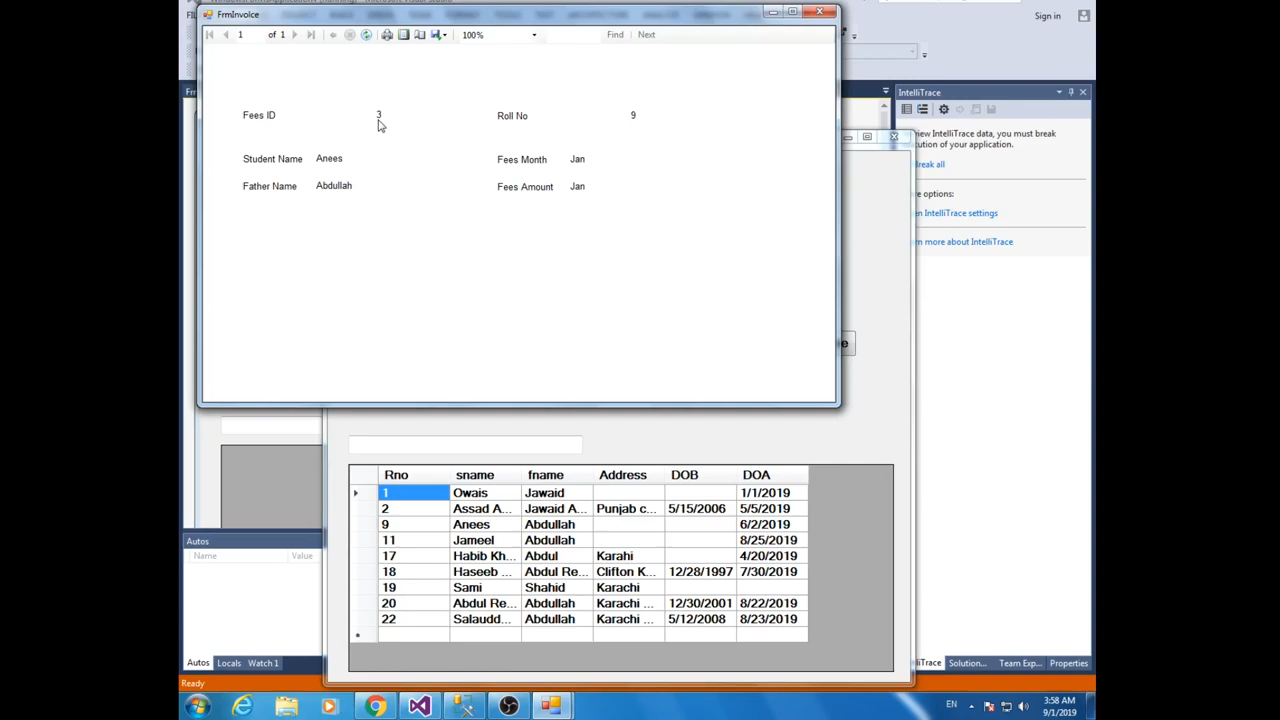 FrmInvoice
Sign in
1 of 1 100% Find Next
IntelliTrace
Fees ID 3 Roll No 9
view IntelliTrace data, you must break
cution of your application.
Student Name Anees Fees Month Jan
Break all
Father Name Abdullah Fees Amount Jan
e options:
en IntelliTrace settings
rn more about IntelliTrace
e
Rno sname fname Address DOB DOA
1 Owais Jawaid 1/1/2019
2 Assad A... Jawaid A... Punjab c... 5/15/2006 5/5/2019
9 Anees Abdullah 6/2/2019
11 Jameel Abdullah 8/25/2019
17 Habib Kh... Abdul Karahi 4/20/2019
18 Haseeb ... Abdul Re... Clifton K... 12/28/1997 7/30/2019
19 Sami Shahid Karachi
20 Abdul Re... Abdullah Karachi ... 12/30/2001 8/22/2019
22 Salaudd... Abdullah Karachi ... 5/12/2008 8/23/2019
Autos
Name Value
Autos Locals Watch 1
lliTrace Solution... Team Exp... Properties
Ready
EN 3:58 AM
9/1/2019